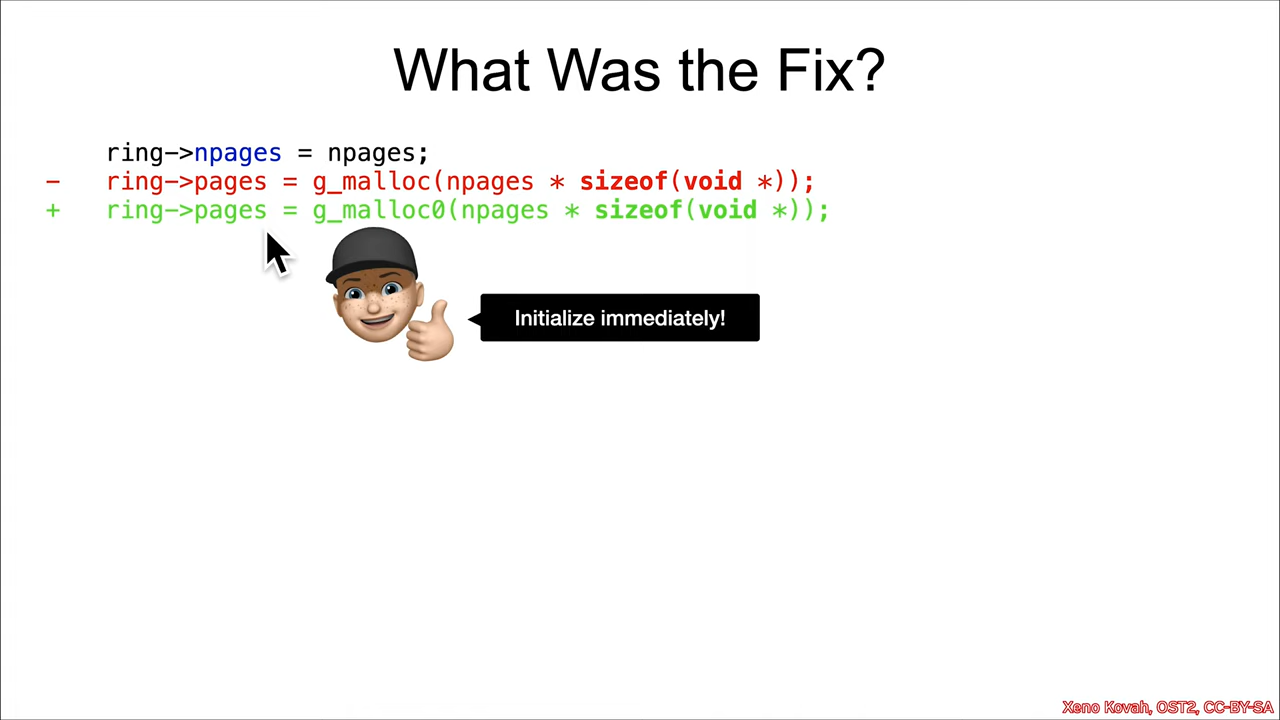 What Was the Fix?
ring->npages = npages;
- ring->pages = g_malloc(npages * sizeof(void *));
+ ring->pages = g_malloc0(npages * sizeof(void *));
Initialize immediately!
Xeno Kovah, OST2, CC-BY-SA